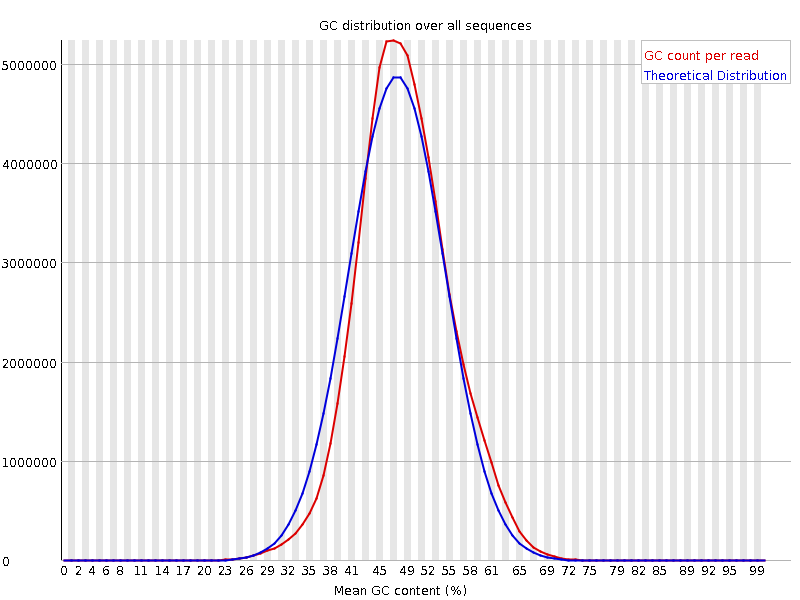 GC distribution over all sequences
GC count per read
Theoretical Distribution
5000000
4000000
3000000
2000000
1000000
0
0 2 4 6 8 11 14 17 20 23 26 29 32 35 38 41 45 49 52 55 58 61 65 69 72 75 79 82 85 89 92 95 99
Mean GC content (%)